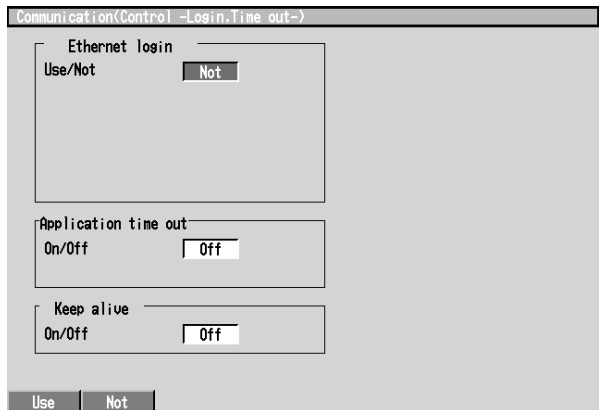 Communication(Control -Login,Time out-)
Ethernet login
Use/Not Not
Application time out
On/Off Off
Keep alive
On/Off Off
Use Not